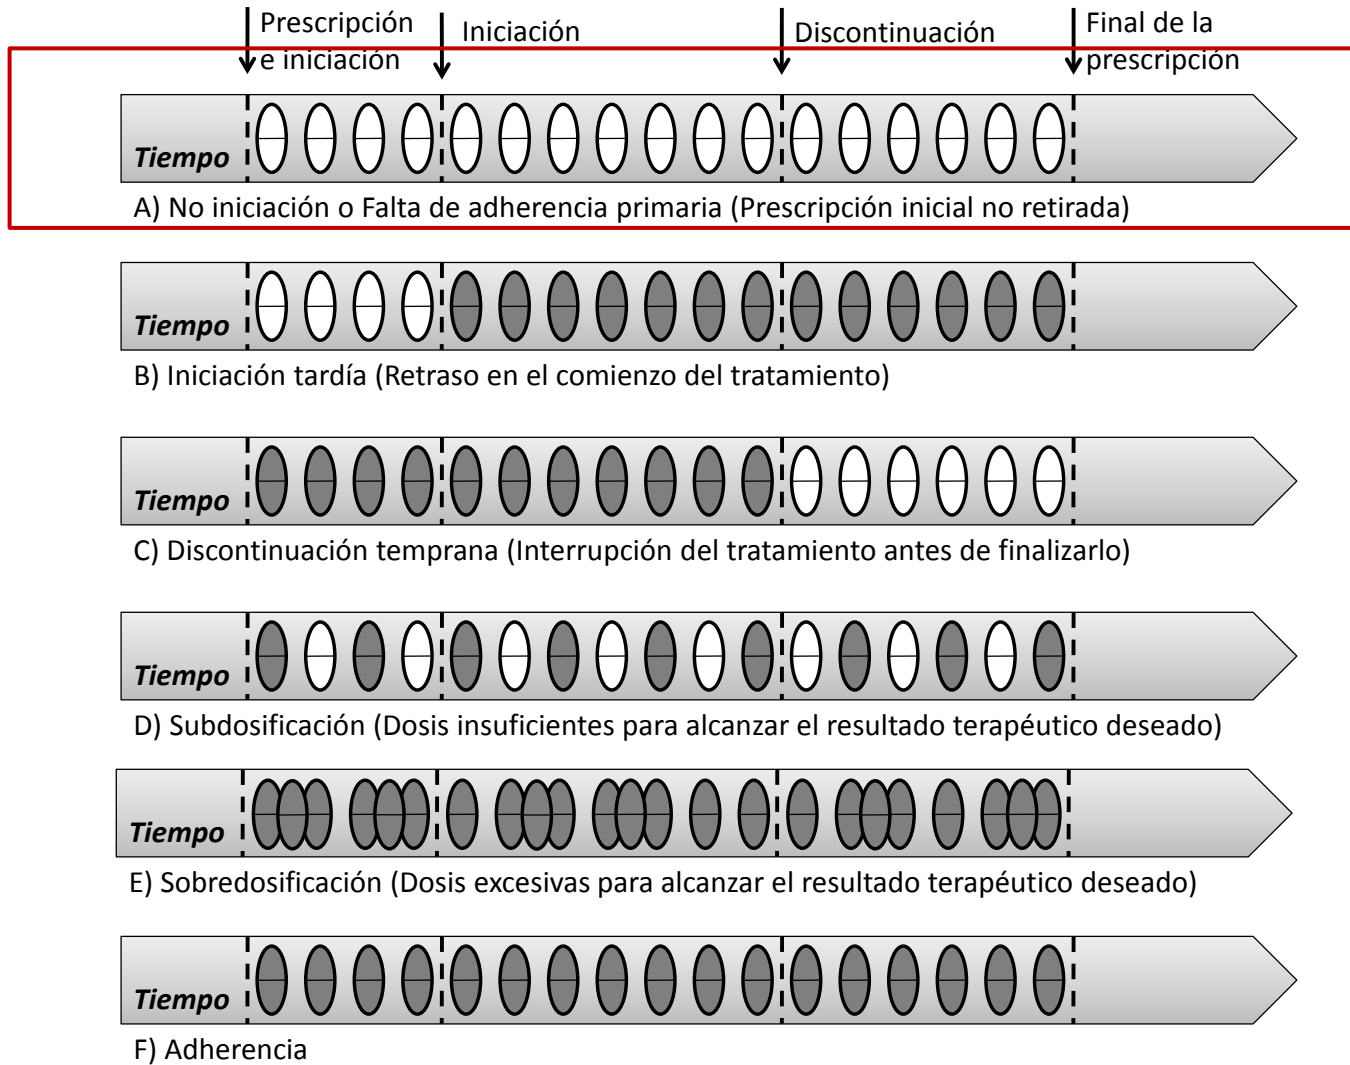 Prescripción
e iniciación
Iniciación
Discontinuación
Final de la
prescripción
Tiempo
A) No iniciación o Falta de adherencia primaria (Prescripción inicial no retirada)
Tiempo
B) Iniciación tardía (Retraso en el comienzo del tratamiento)
Tiempo
C) Discontinuación temprana (Interrupción del tratamiento antes de finalizarlo)
Tiempo
D) Subdosificación (Dosis insuficientes para alcanzar el resultado terapéutico deseado)
Tiempo
E) Sobredosificación (Dosis excesivas para alcanzar el resultado terapéutico deseado)
Tiempo
F) Adherencia